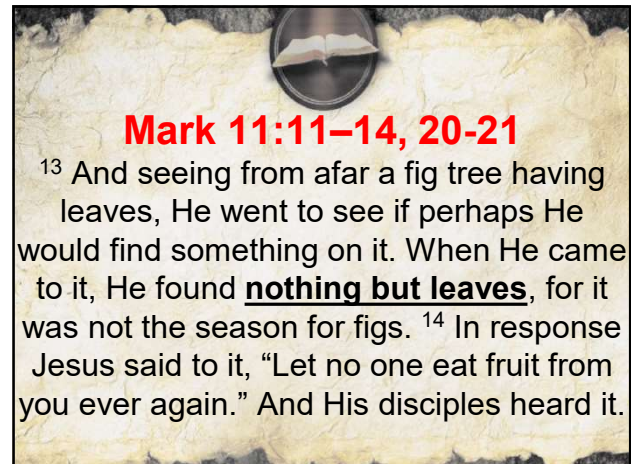 Mark 11:11–14, 20-21
¹³ And seeing from afar a fig tree having
leaves, He went to see if perhaps He
would find something on it. When He came
to it, He found nothing but leaves, for it
was not the season for figs. ¹⁴ In response
Jesus said to it, “Let no one eat fruit from
you ever again.” And His disciples heard it.